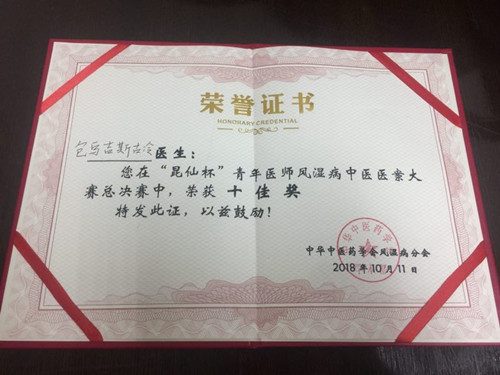 荣誉证书
HONORARY CREDENTIAL
包乌吉斯古冷医生：
您在“昆仙杯”青年医师风湿病中医医案大
赛总决赛中，荣获 十佳奖
特发此证，以兹鼓励！
中华中医药学会风湿病分会
2018年10月11日